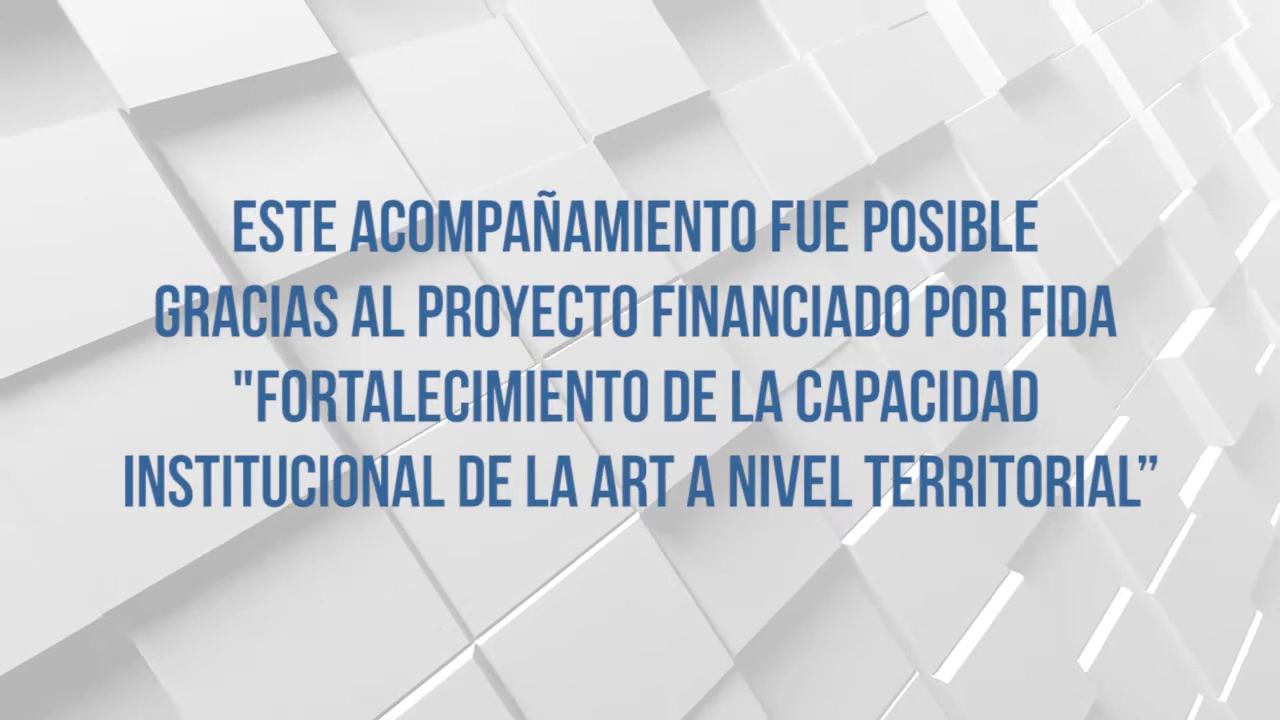 ESTE ACOMPAÑAMIENTO FUE POSIBLE
GRACIAS AL PROYECTO FINANCIADO POR FIDA
"FORTALECIMIENTO DE LA CAPACIDAD
INSTITUCIONAL DE LA ART A NIVEL TERRITORIAL”